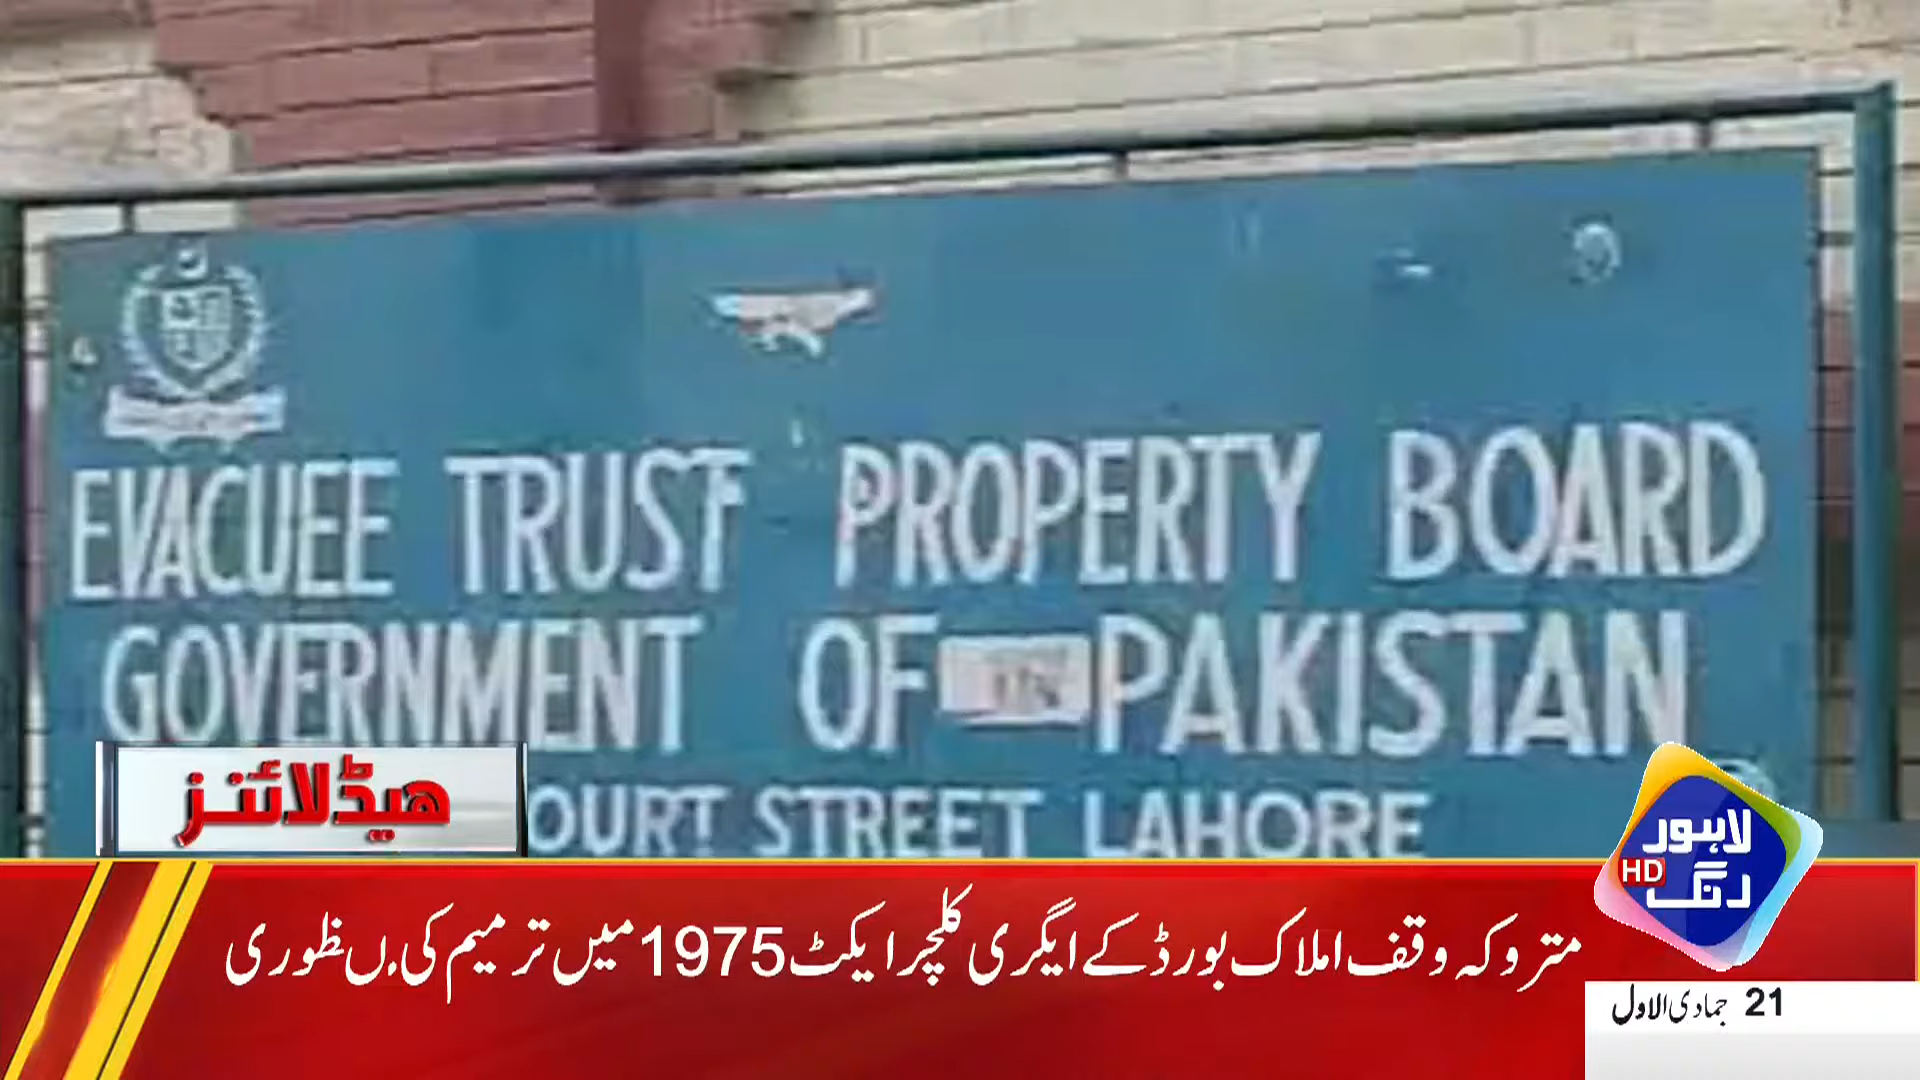 EVACUEE TRUST PROPERTY BOARD
GOVERNMENT OF PAKISTAN
OURT STREET LAHORE
ھیڈلائنز
لاہور
رنگ
HD
متروکہ وقف املاک بورڈ کے ایگری کلچر ایکٹ 1975 میں ترمیم کی منظوری
21 جمادی الاول